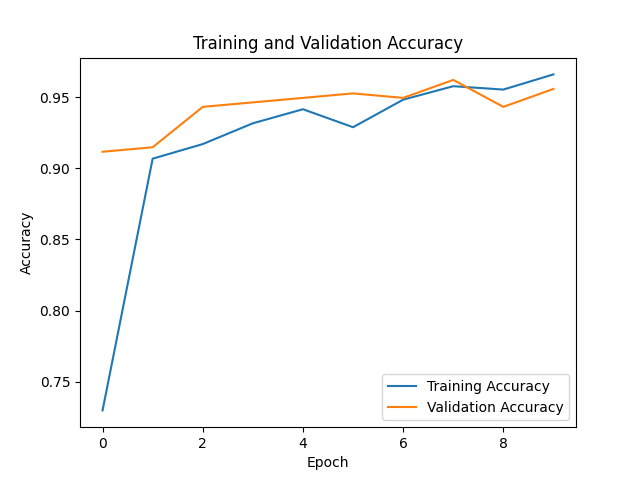 Training and Validation Accuracy
Accuracy
0.95
0.90
0.85
0.80
0.75
0
2
4
6
8
Epoch
Training Accuracy
Validation Accuracy